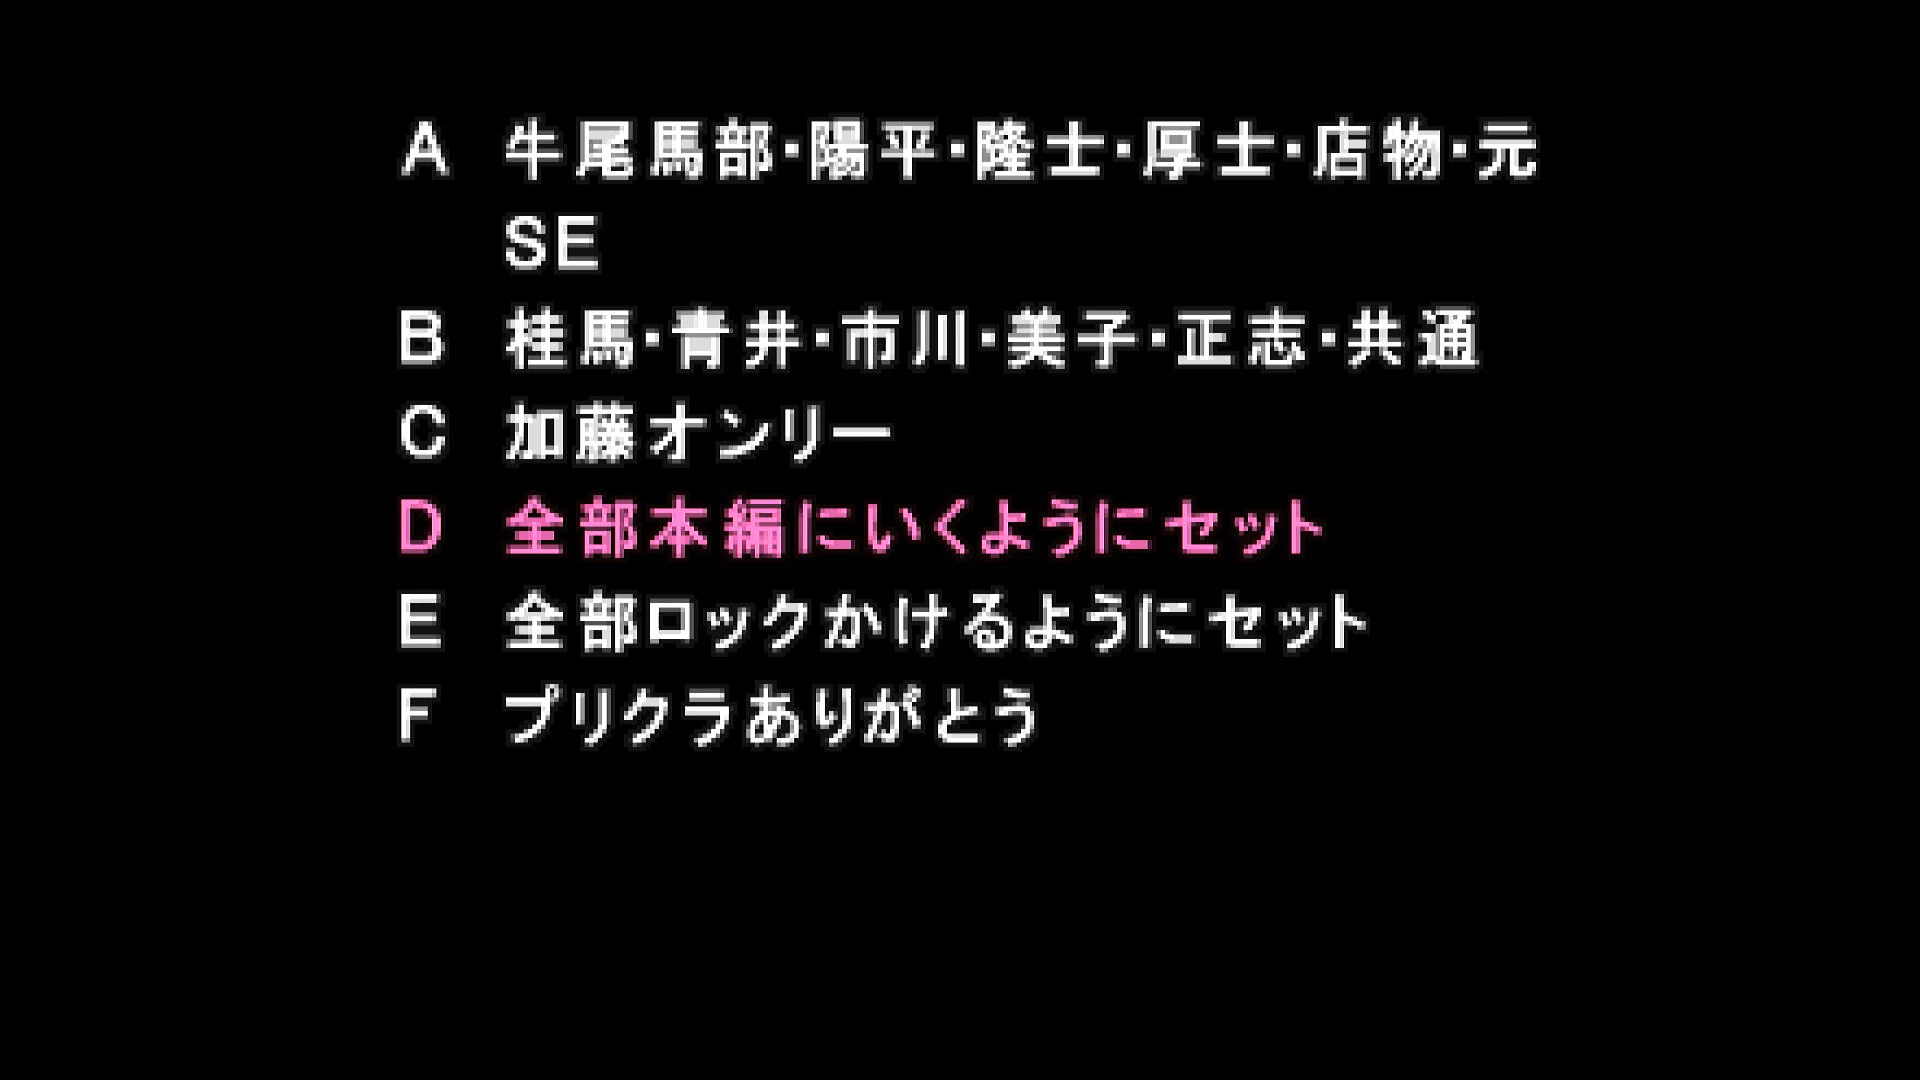 A 牛尾馬部・陽平・隆士・厚士・店物・元
SE
B 桂馬・青井・市川・美子・正志・共通
C 加藤オンリー
D 全部本編にいくようにセット
E 全部ロックかけるようにセット
F プリクラありがとう